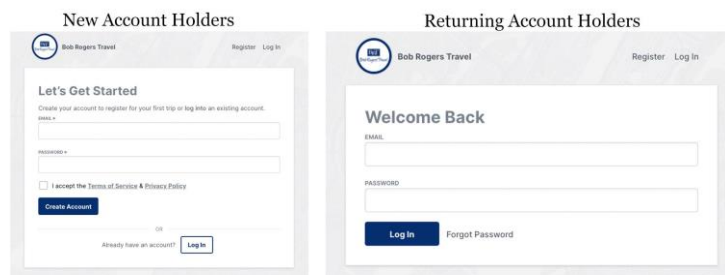 New Account Holders
Bob Rogers Travel
Register Log In
Let's Get Started
Create your account to register for your first trip or log into an existing account.
EMAIL *
PASSWORD *
I accept the Terms of Service & Privacy Policy
Create Account
OR
Already have an account? Log In
Returning Account Holders
Bob Rogers Travel
Register Log In
Welcome Back
EMAIL
PASSWORD
Log In Forgot Password